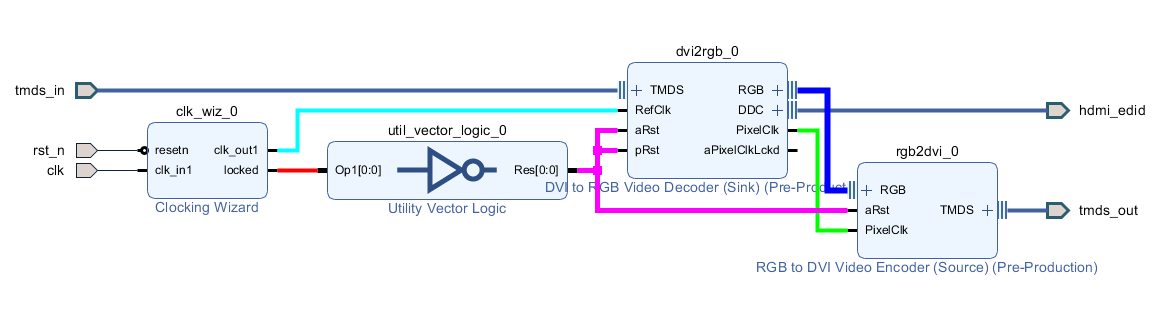 dvi2rgb_0
tmds_in
TMDS
RGB
RefClk
DDC
hdmi_edid
aRst
PixelClk
pRst
aPixelClkLckd
DVI to RGB Video Decoder (Sink) (Pre-Product
clk_wiz_0
rst_n
resetn
clk_out1
clk
clk_in1
locked
Clocking Wizard
util_vector_logic_0
Op1[0:0]
Res[0:0]
Utility Vector Logic
rgb2dvi_0
RGB
aRst
TMDS
tmds_out
PixelClk
RGB to DVI Video Encoder (Source) (Pre-Production)